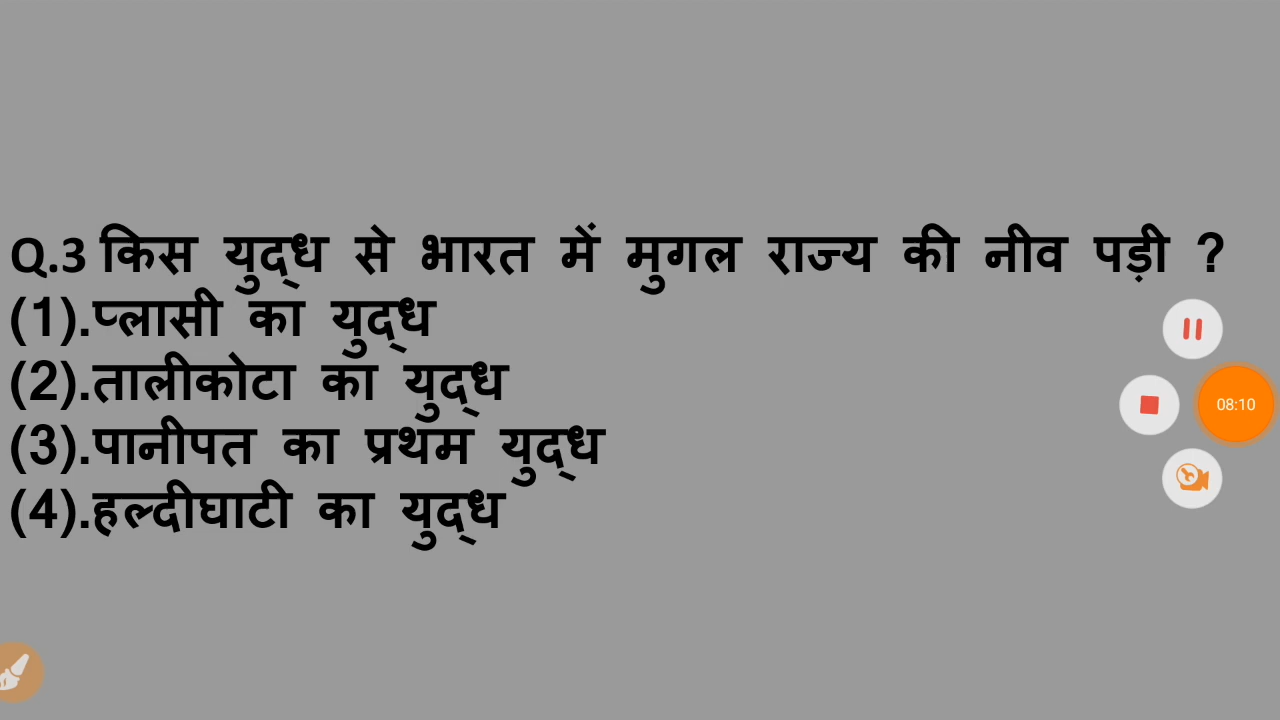 Q.3 किस युद्ध से भारत में मुगल राज्य की नीव पड़ी ?
(1).प्लासी का युद्ध
(2).तालीकोटा का युद्ध
(3).पानीपत का प्रथम युद्ध
(4).हल्दीघाटी का युद्ध
08:10